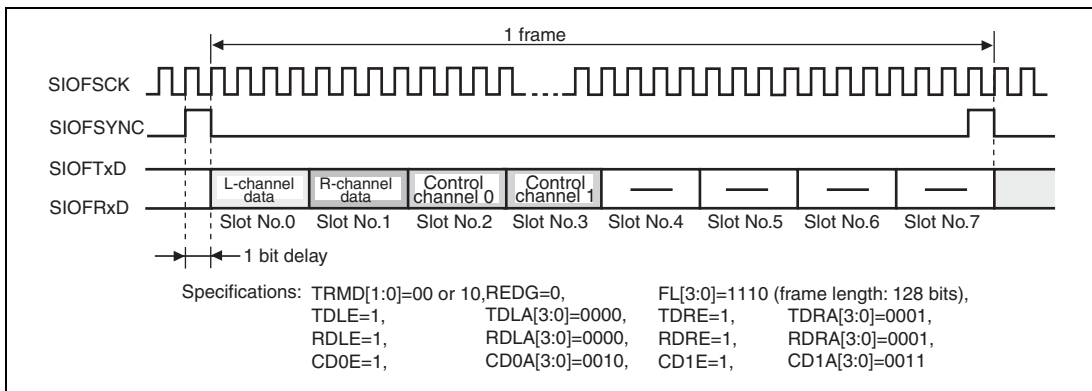 1 frame
SIOFSCK
SIOFSYNC
SIOFTxD
L-channel data
R-channel data
Control channel 0
Control channel 1
SIOFRxD
Slot No.0 Slot No.1 Slot No.2 Slot No.3 Slot No.4 Slot No.5 Slot No.6 Slot No.7
1 bit delay
Specifications: TRMD[1:0]=00 or 10, REDG=0, FL[3:0]=1110 (frame length: 128 bits),
TDLE=1, TDLA[3:0]=0000, TDRE=1, TDRA[3:0]=0001,
RDLE=1, RDLA[3:0]=0000, RDRE=1, RDRA[3:0]=0001,
CD0E=1, CD0A[3:0]=0010, CD1E=1, CD1A[3:0]=0011